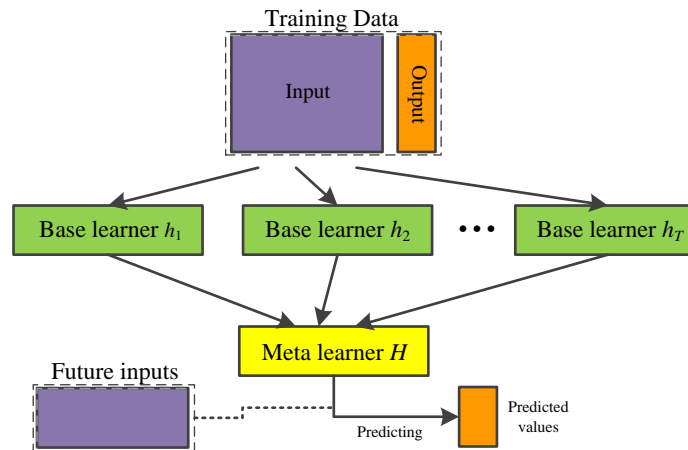 Training Data
Input
Output
Base learner h1
Base learner h2
•••
Base learner hT
Meta learner H
Future inputs
Predicting
Predicted
values